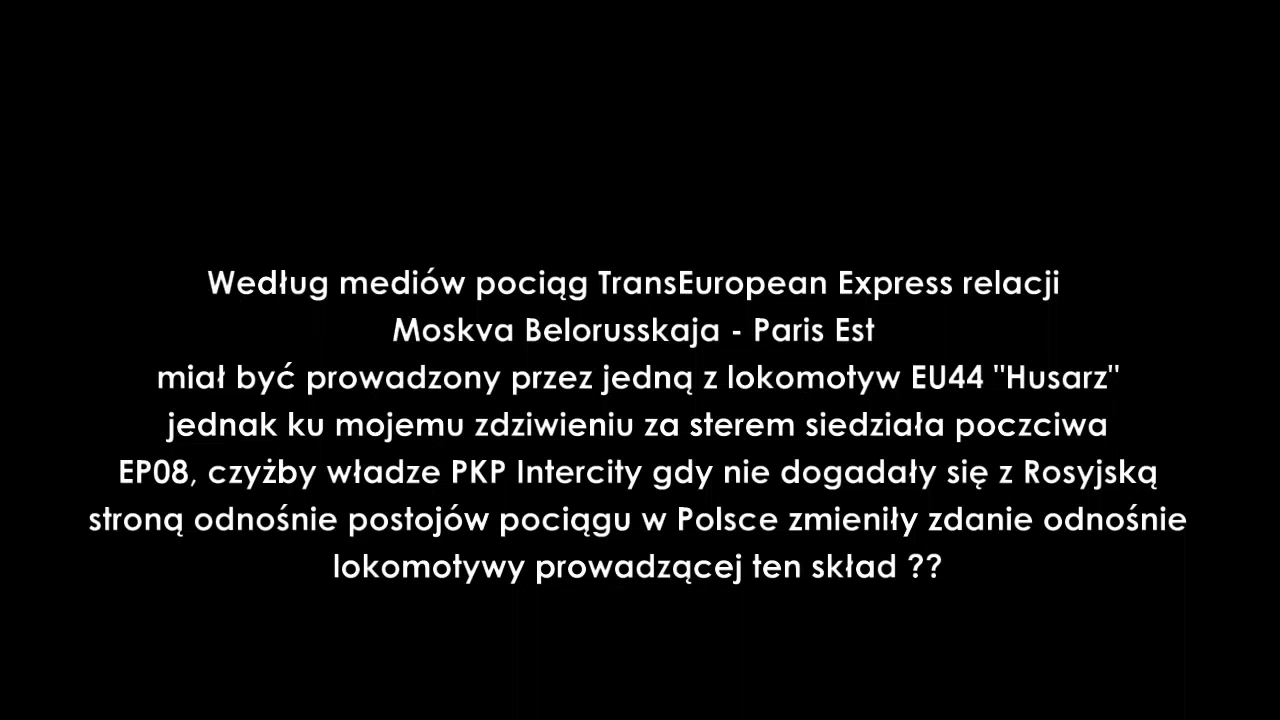 Według mediów pociąg TransEuropean Express relacji
Moskva Belorusskaja - Paris Est
miał być prowadzony przez jedną z lokomotyw EU44 "Husarz"
jednak ku mojemu zdziwieniu za sterem siedziała poczciwa
EP08, czyżby władze PKP Intercity gdy nie dogadały się z Rosyjską
stroną odnośnie postojów pociągu w Polsce zmieniły zdanie odnośnie
lokomotywy prowadzącej ten skład ??